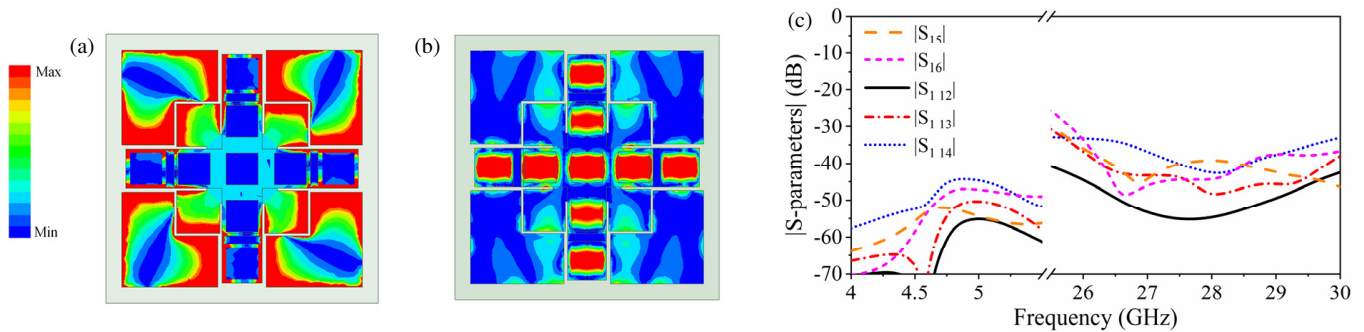 (a)
Max
Min
(b)
(c)
|S-parameters| (dB)
0
-10
-20
-30
-40
-50
-60
-70
|S15|
|S16|
|S1 12|
|S1 13|
|S1 14|
4
4.5
5
26
27
28
29
30
Frequency (GHz)